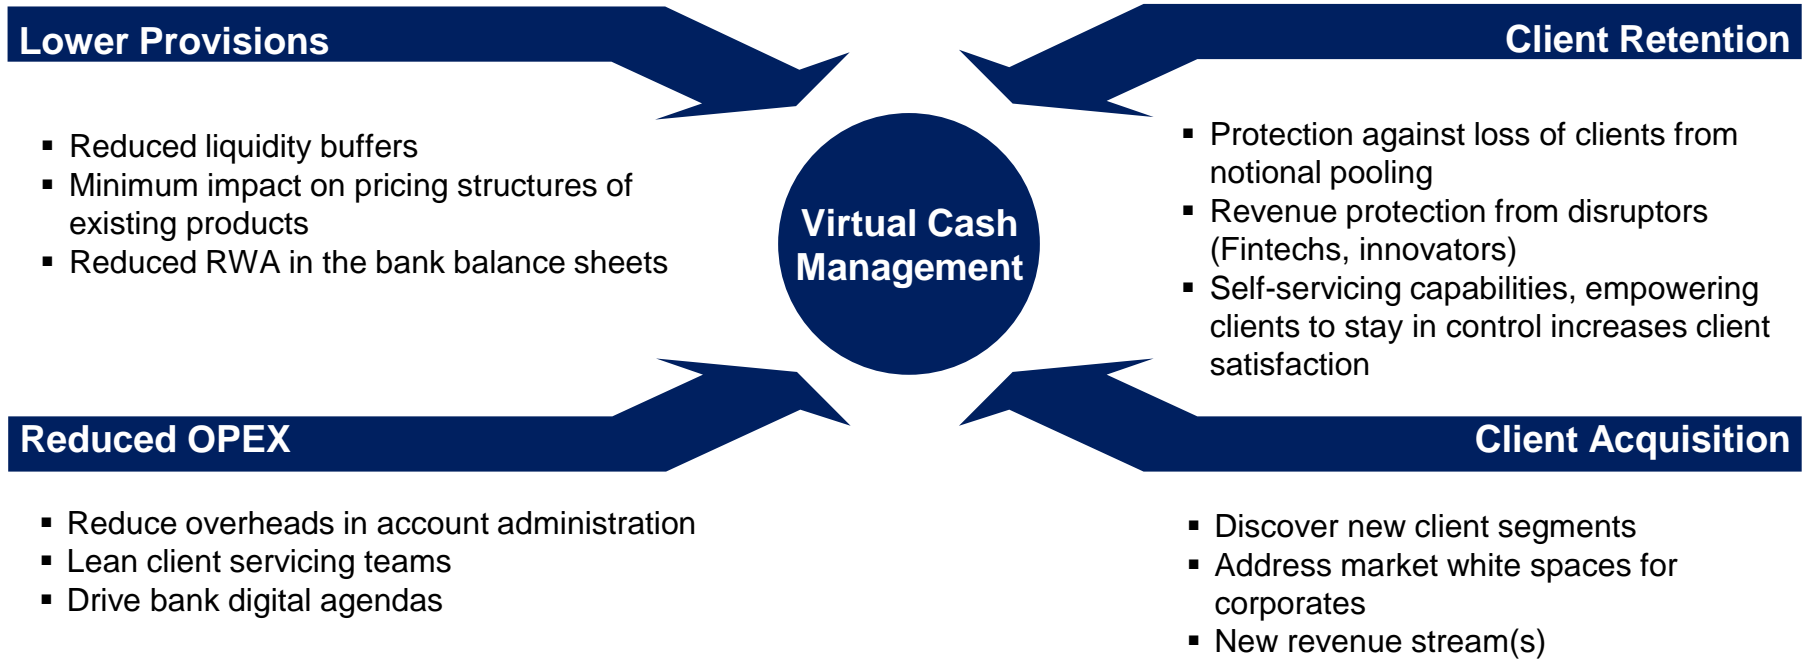 Lower Provisions
▪ Reduced liquidity buffers
▪ Minimum impact on pricing structures of
existing products
▪ Reduced RWA in the bank balance sheets
Client Retention
▪ Protection against loss of clients from
notional pooling
▪ Revenue protection from disruptors
(Fintechs, innovators)
▪ Self-servicing capabilities, empowering
clients to stay in control increases client
satisfaction
Virtual Cash
Management
Reduced OPEX
▪ Reduce overheads in account administration
▪ Lean client servicing teams
▪ Drive bank digital agendas
Client Acquisition
▪ Discover new client segments
▪ Address market white spaces for
corporates
▪ New revenue stream(s)